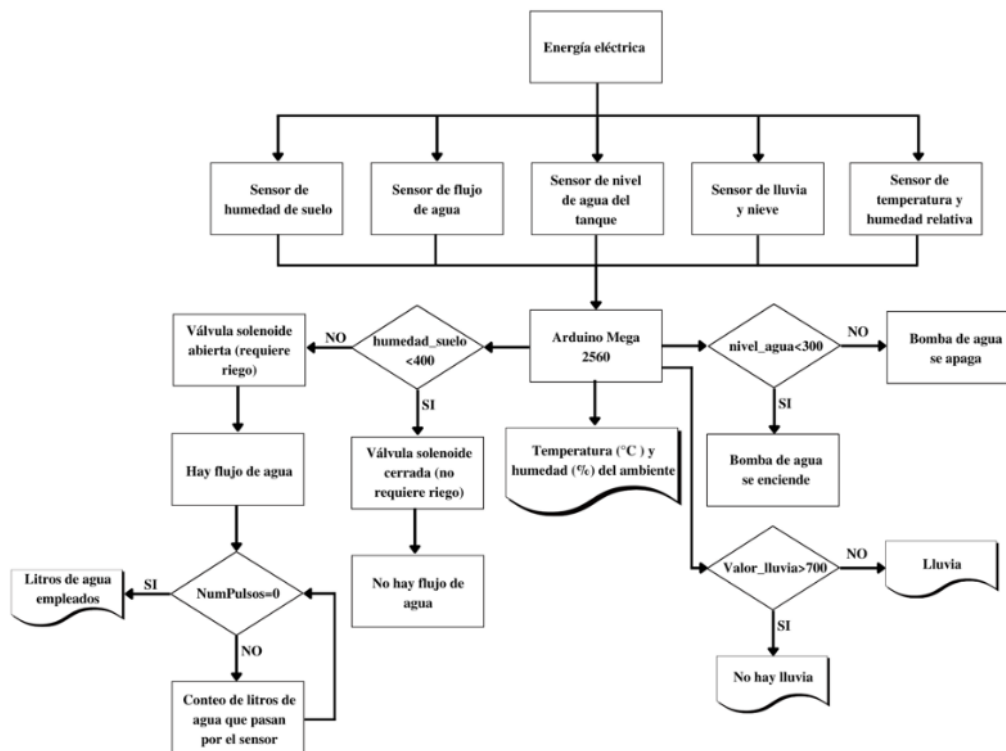 Energía eléctrica
Sensor de
humedad de suelo
Sensor de flujo
de agua
Sensor de nivel
de agua del
tanque
Sensor de lluvia
y nieve
Sensor de
temperatura y
humedad relativa
Válvula solenoide
abierta (requiere
riego)
NO
humedad_suelo
<400
Arduino Mega
2560
nivel_agua<300
NO
Bomba de agua
se apaga
SI
SI
Hay flujo de agua
Válvula solenoide
cerrada (no
requiere riego)
Temperatura (°C ) y
humedad (%) del ambiente
Bomba de agua
se enciende
Litros de agua
empleados
SI
NumPulsos=0
No hay flujo de
agua
Valor_lluvia>700
NO
Lluvia
NO
SI
Conteo de litros de
agua que pasan
por el sensor
No hay lluvia